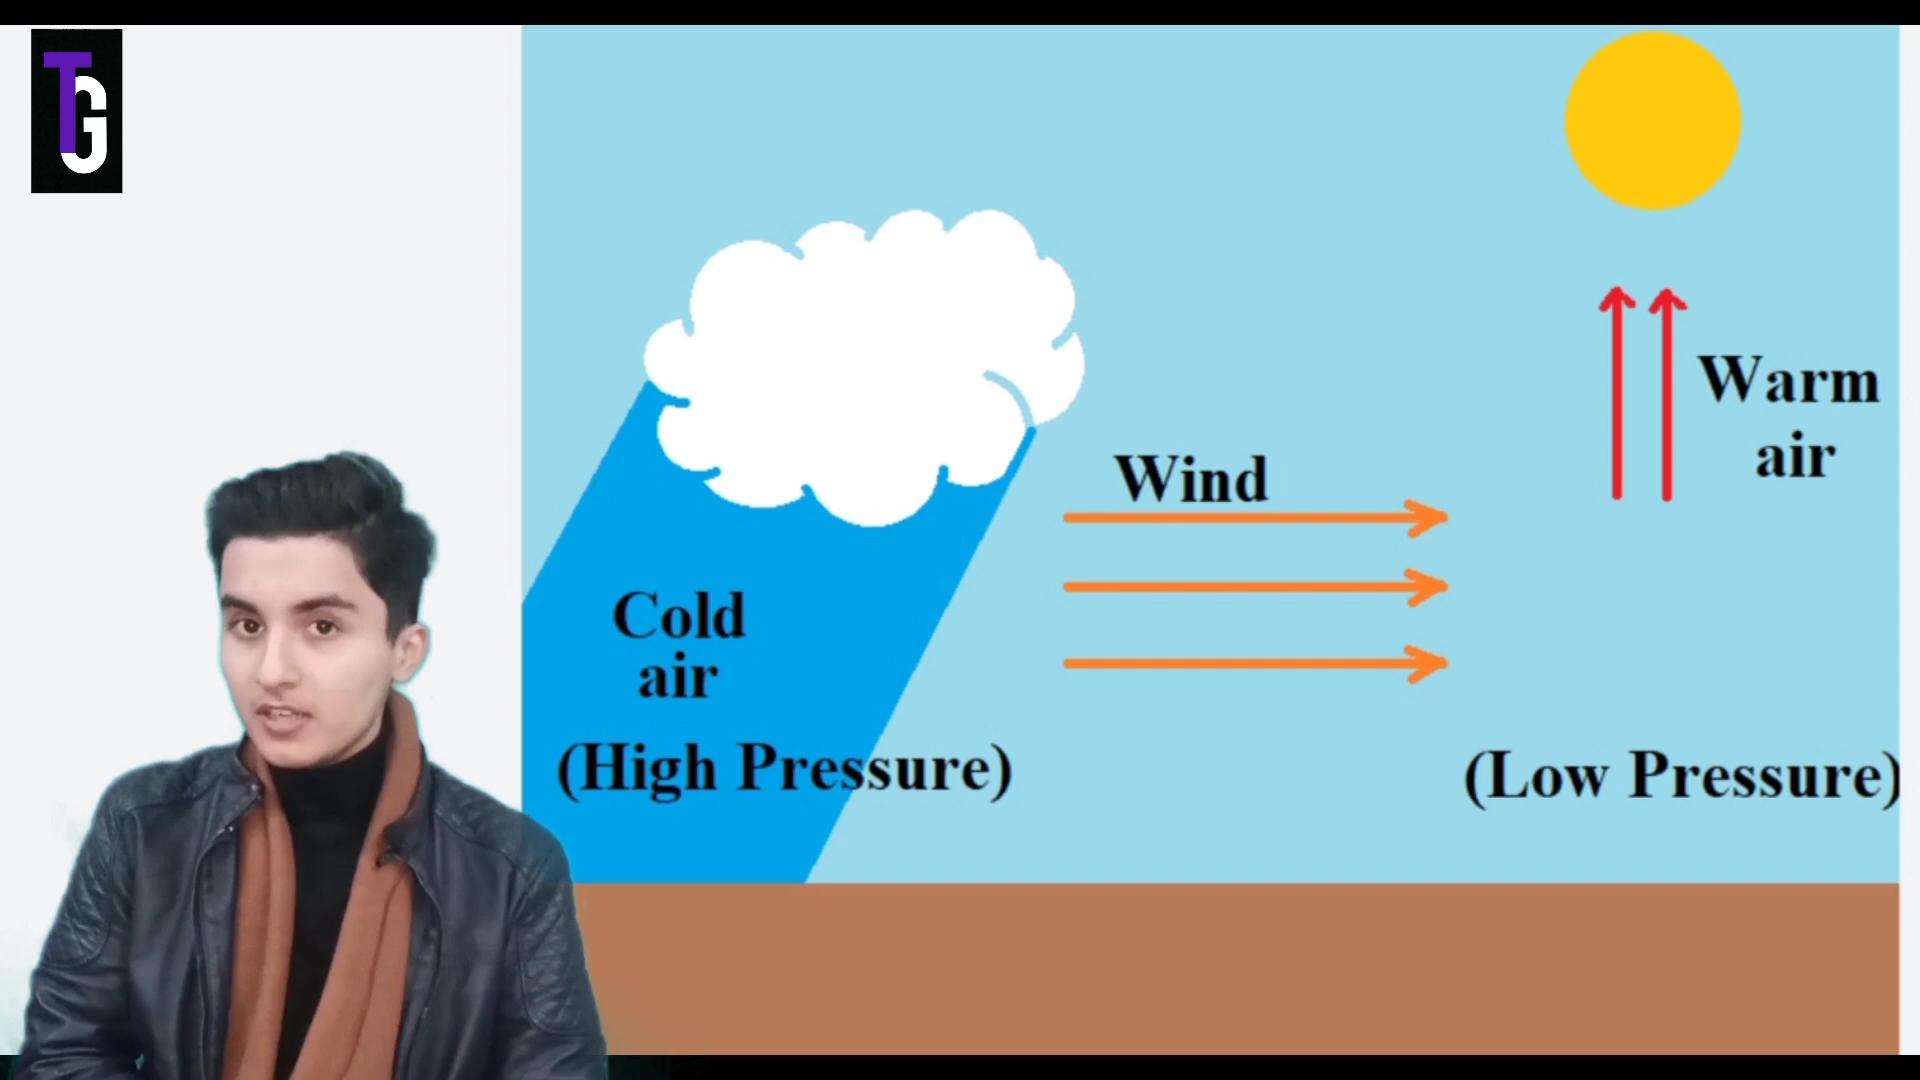 TG
Wind
Warm
air
Cold
air
(High Pressure)
(Low Pressure)